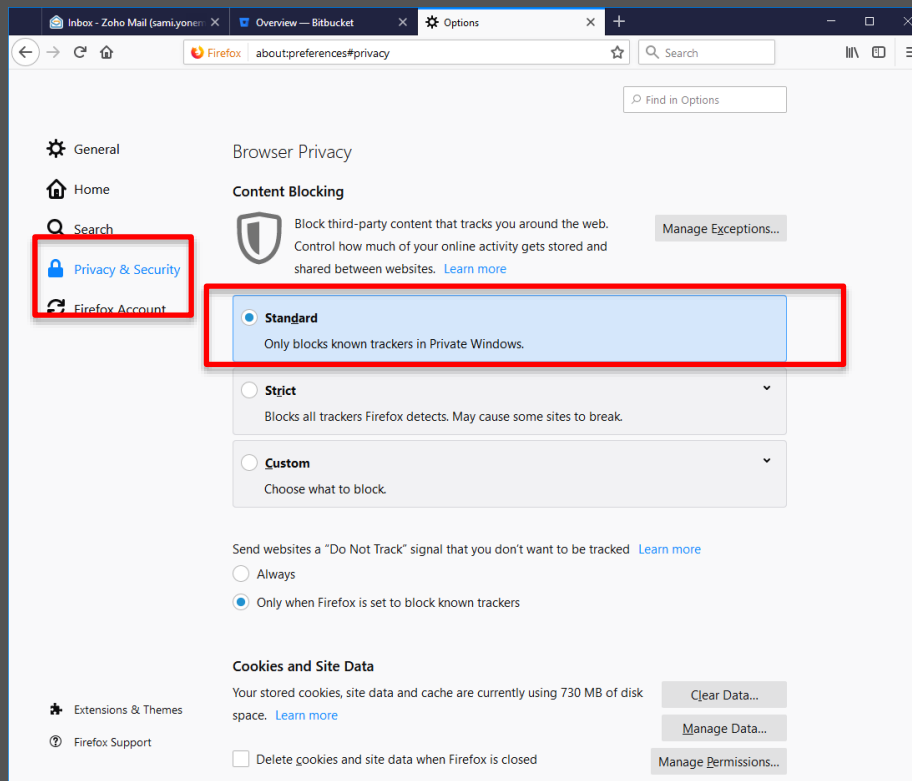 Inbox - Zoho Mail (sami.yonem
Overview — Bitbucket
Options
Firefox
about:preferences#privacy
Search
Find in Options
General
Home
Search
Privacy & Security
Firefox Account
Browser Privacy
Content Blocking
Block third-party content that tracks you around the web.
Control how much of your online activity gets stored and
shared between websites. Learn more
Manage Exceptions...
Standard
Only blocks known trackers in Private Windows.
Strict
Blocks all trackers Firefox detects. May cause some sites to break.
Custom
Choose what to block.
Send websites a “Do Not Track” signal that you don’t want to be tracked Learn more
Always
Only when Firefox is set to block known trackers
Cookies and Site Data
Your stored cookies, site data and cache are currently using 730 MB of disk
space. Learn more
Clear Data...
Manage Data...
Delete cookies and site data when Firefox is closed
Manage Permissions...
Extensions & Themes
Firefox Support